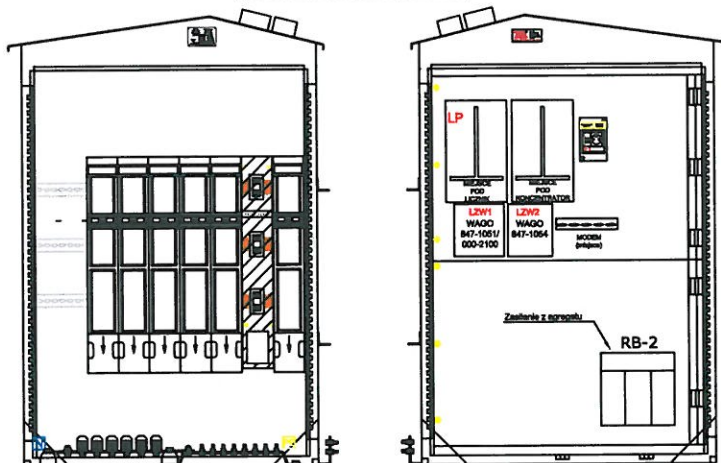 LP
MIEJSCE
POD
LICZNIK
MIEJSCE
POD
KONCENTRATOR
LZW1
WAGO
847-1051/
000-2100
LZW2
WAGO
847-1054
MODEM
(miejsce)
Zasilanie z agregatu
RB-2